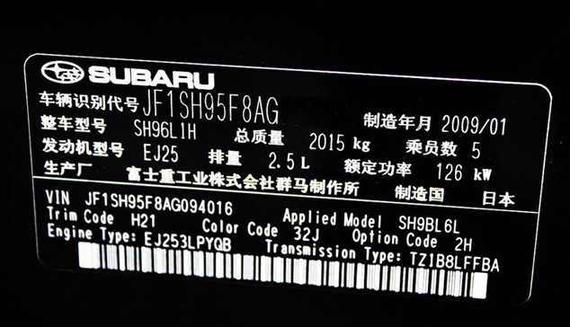 SUBARU
车辆识别代号 JF1SH95F8AG
整车型号 SH96L1H 总质量 2015 kg 制造年月 2009/01
发动机型号 EJ25 排量 2.5L 额定功率 126 kW 乘员数 5
生产厂 富士重工业株式会社群马制作所 制造国 日本
VIN JF1SH95F8AG094016 Applied Model SH9BL6L
Trim Code H21 Color Code 32J Option Code 2H
Engine Type: EJ253LPYQB Transmission Type: TZ1B8LFFBA